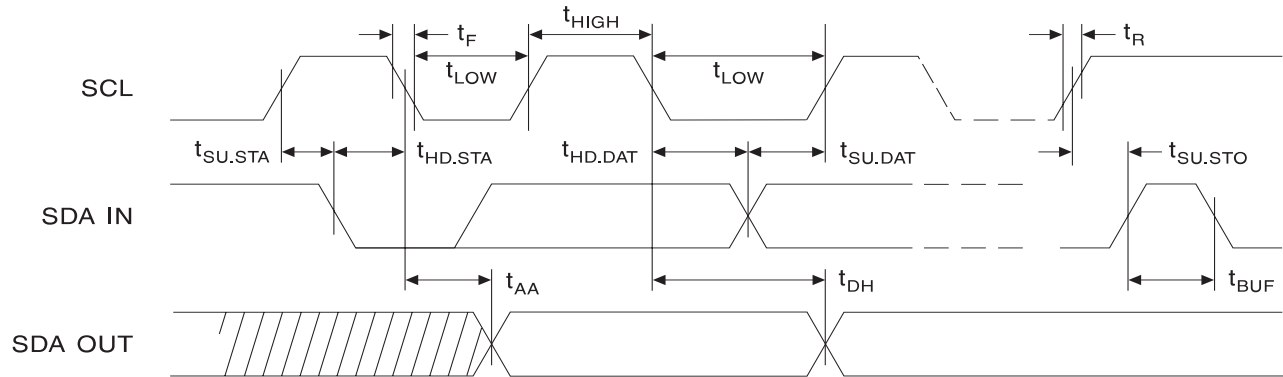 tF
tHIGH
tR
tLOW
tLOW
SCL
tSU.STA
tHD.STA
tHD.DAT
tSU.DAT
tSU.STO
SDA IN
tAA
tDH
tBUF
SDA OUT